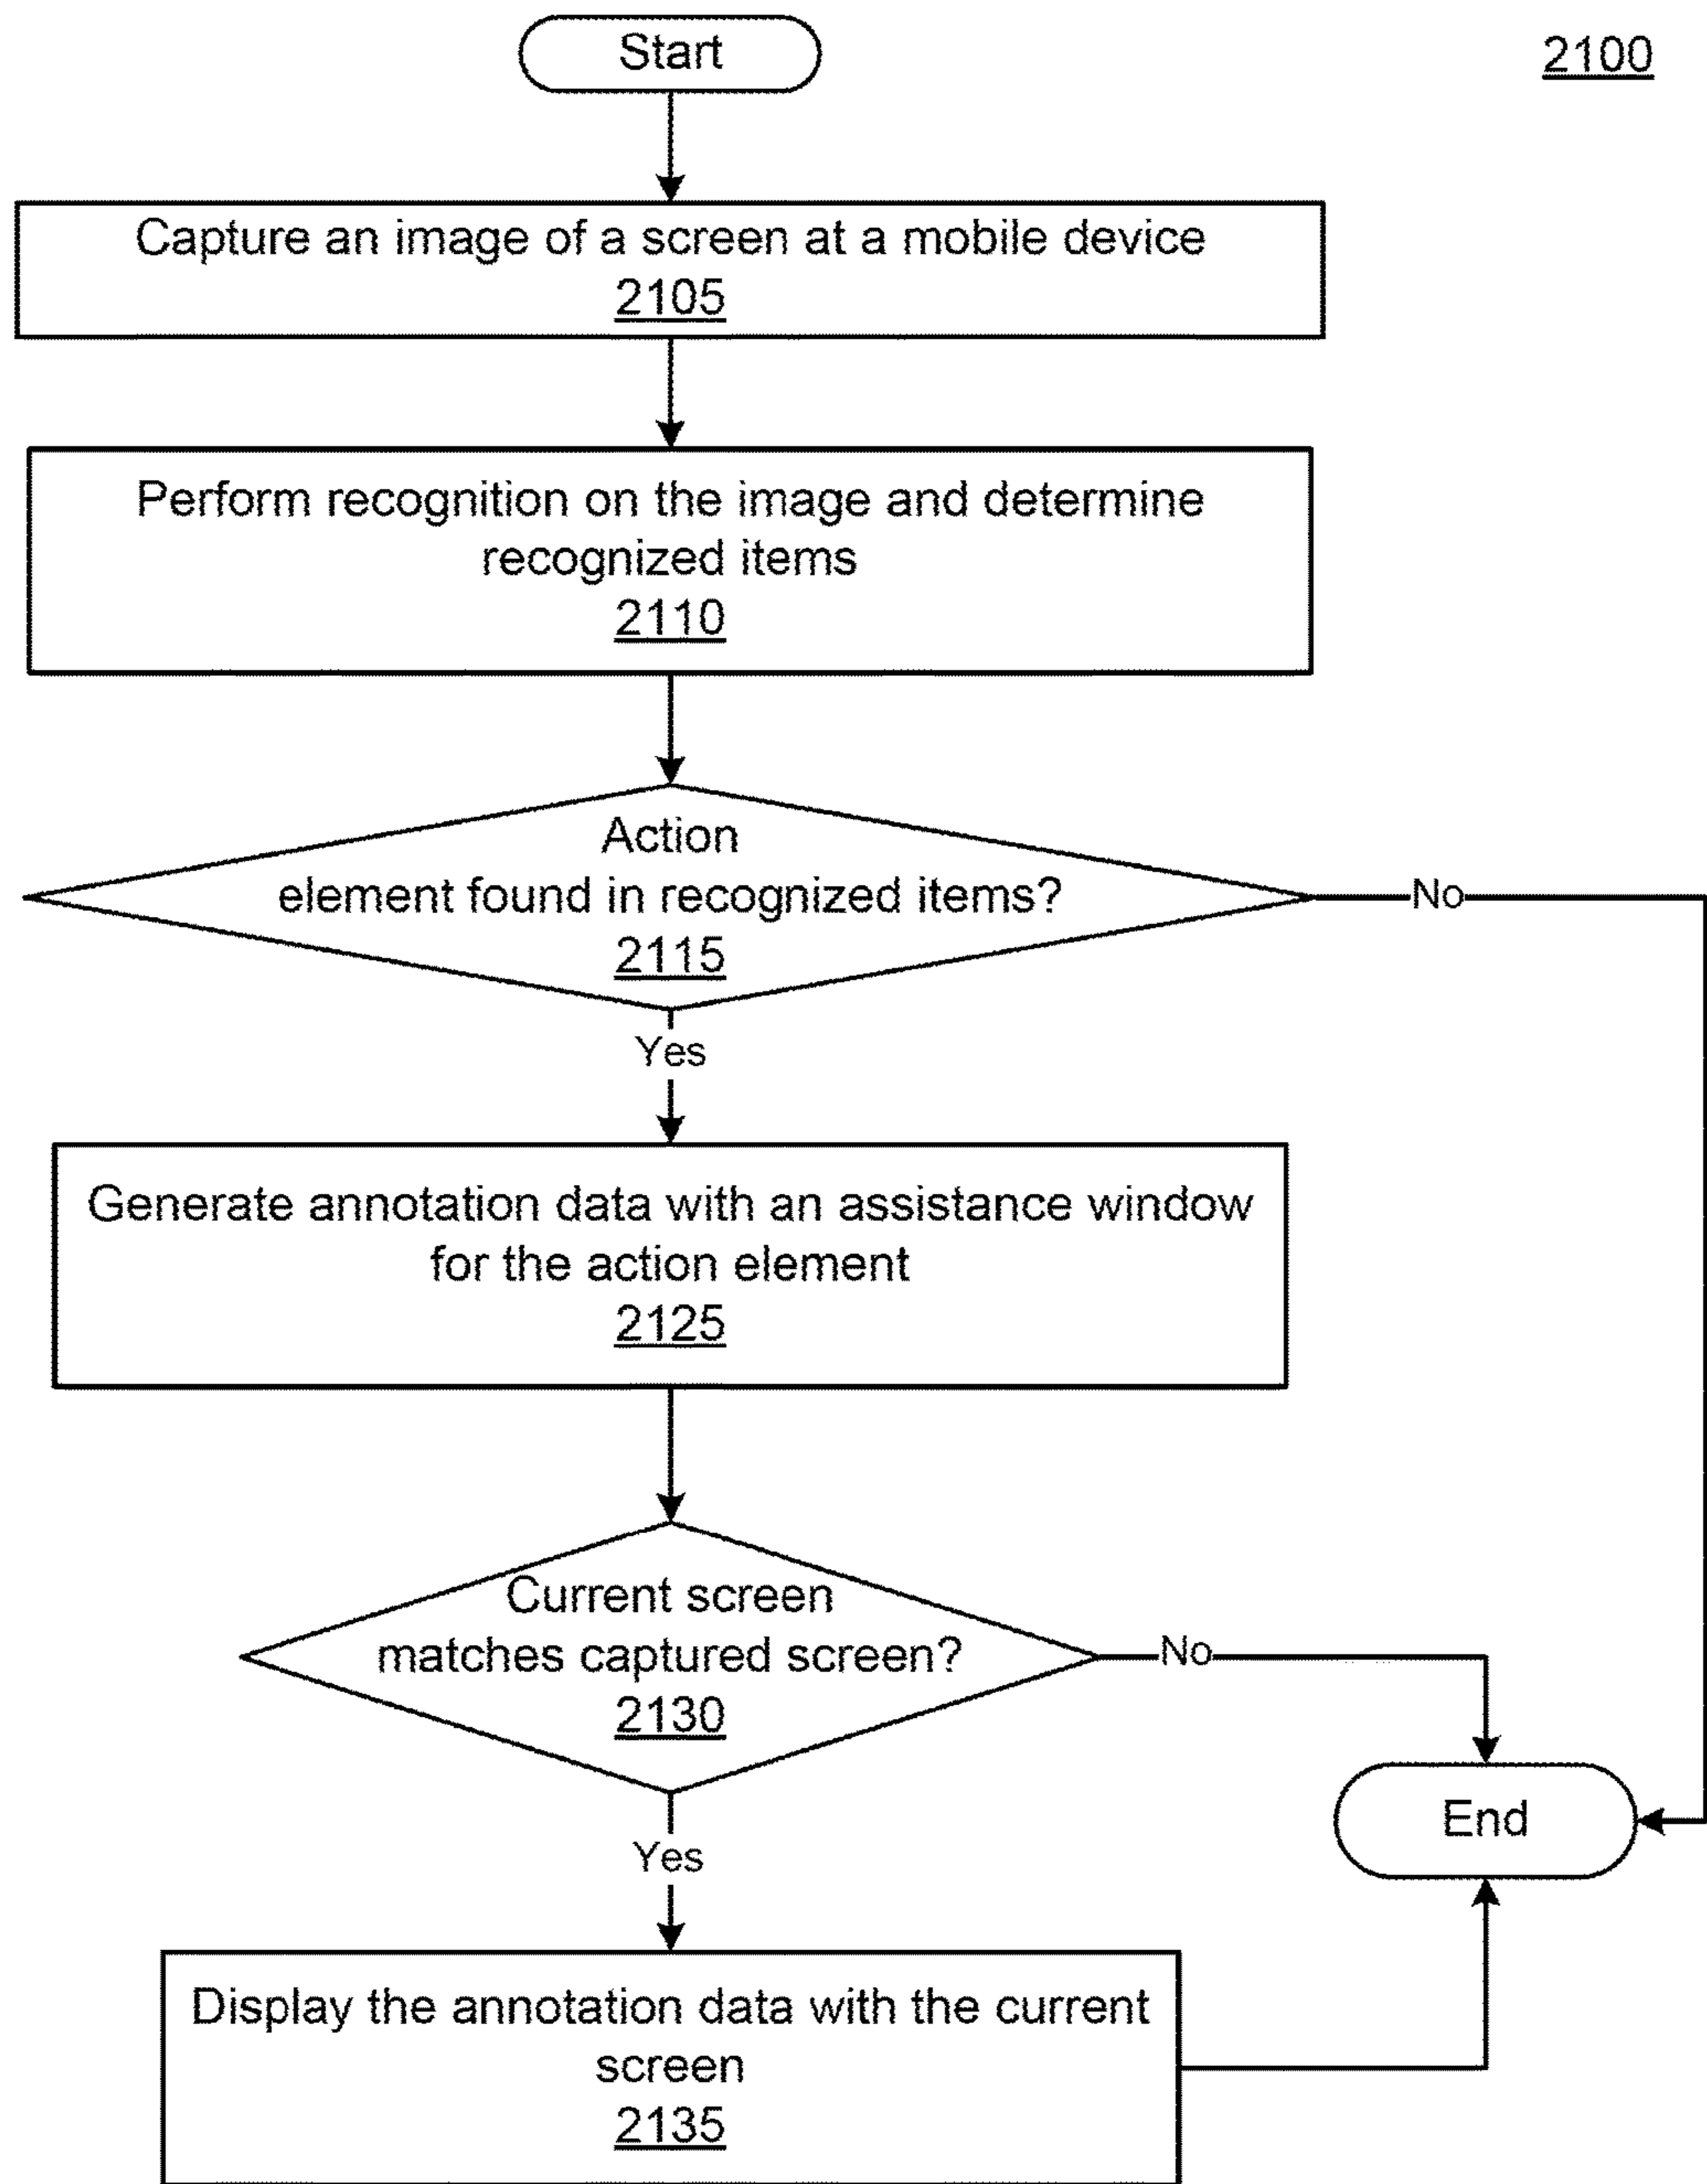 Start
2100
Capture an image of a screen at a mobile device
2105
Perform recognition on the image and determine
recognized items
2110
Action
element found in recognized items?
2115
No
Yes
Generate annotation data with an assistance window
for the action element
2125
Current screen
matches captured screen?
2130
No
Yes
End
Display the annotation data with the current
screen
2135